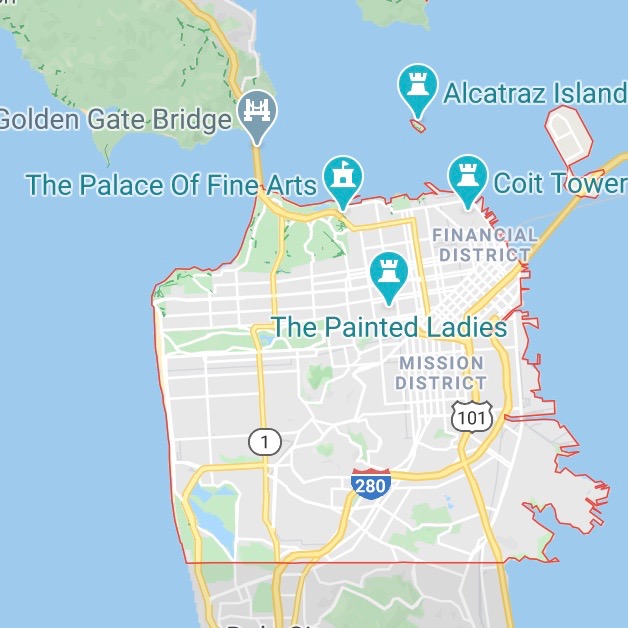 Alcatraz Island
Golden Gate Bridge
The Palace Of Fine Arts
Coit Tower
FINANCIAL
DISTRICT
The Painted Ladies
MISSION
DISTRICT
101
1
280